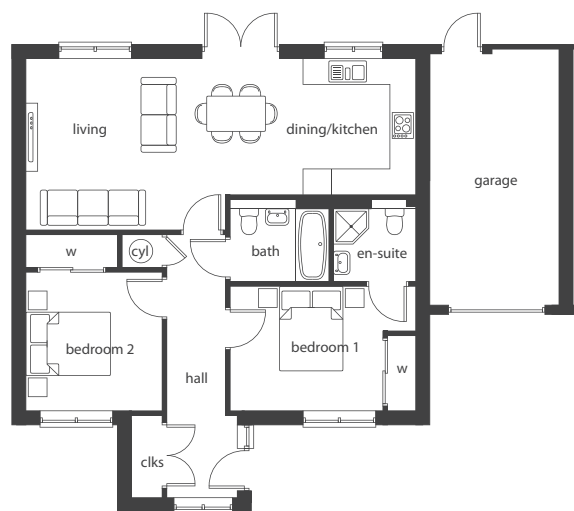 living
dining/kitchen
garage
w
cyl
bath
en-suite
bedroom 2
bedroom 1
hall
w
clks